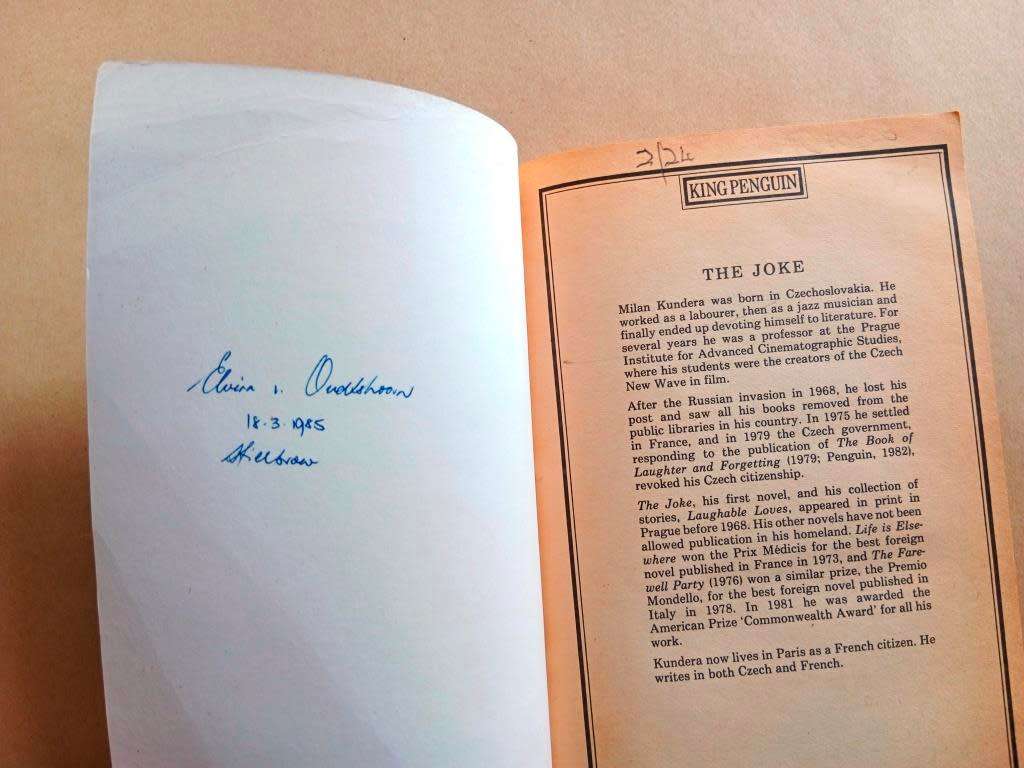 Elvira v. Oudtshoorn
18.3.1985
2/24
KING PENGUIN
THE JOKE
Milan Kundera was born in Czechoslovakia. He
worked as a labourer, then as a jazz musician and
finally ended up devoting himself to literature. For
several years he was a professor at the Prague
Institute for Advanced Cinematographic Studies,
where his students were the creators of the Czech
New Wave in film.
After the Russian invasion in 1968, he lost his
post and saw all his books removed from the
public libraries in his country. In 1975 he settled
in France, and in 1979 the Czech government,
responding to the publication of The Book of
Laughter and Forgetting (1979; Penguin, 1982),
revoked his Czech citizenship.
The Joke, his first novel, and his collection of
stories, Laughable Loves, appeared in print in
Prague before 1968. His other novels have not been
allowed publication in his homeland. Life is Else-
where won the Prix Médicis for the best foreign
novel published in France in 1973, and The Fare-
well Party (1976) won a similar prize, the Premio
Mondello, for the best foreign novel published in
Italy in 1978. In 1981 he was awarded the
American Prize 'Commonwealth Award' for all his
work.
Kundera now lives in Paris as a French citizen. He
writes in both Czech and French.